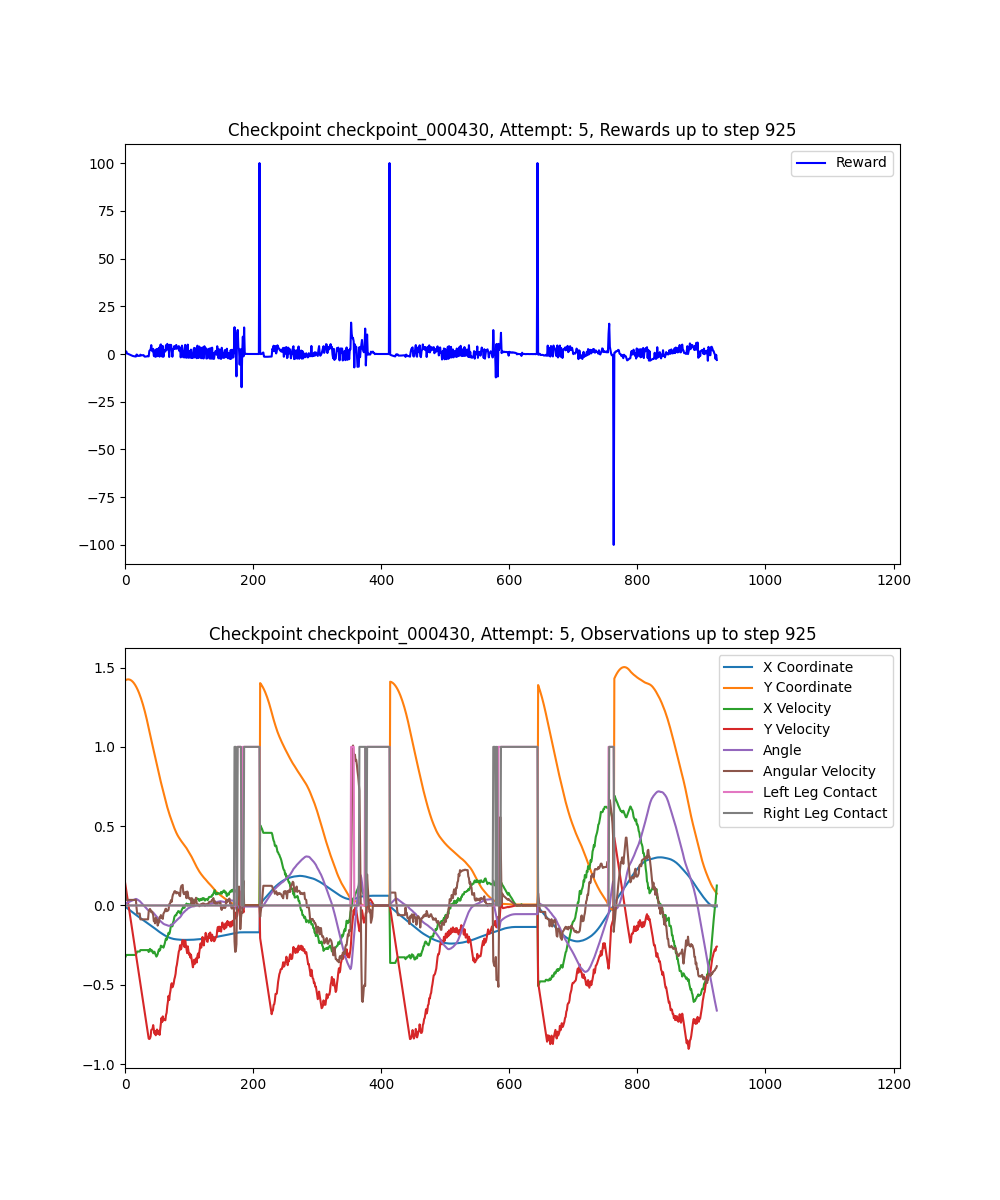 Checkpoint checkpoint_000430, Attempt: 5, Rewards up to step 925
100
75
50
25
0
−25
−50
−75
−100
Reward
0 200 400 600 800 1000 1200
Checkpoint checkpoint_000430, Attempt: 5, Observations up to step 925
1.5
1.0
0.5
0.0
−0.5
−1.0
X Coordinate
Y Coordinate
X Velocity
Y Velocity
Angle
Angular Velocity
Left Leg Contact
Right Leg Contact
0 200 400 600 800 1000 1200